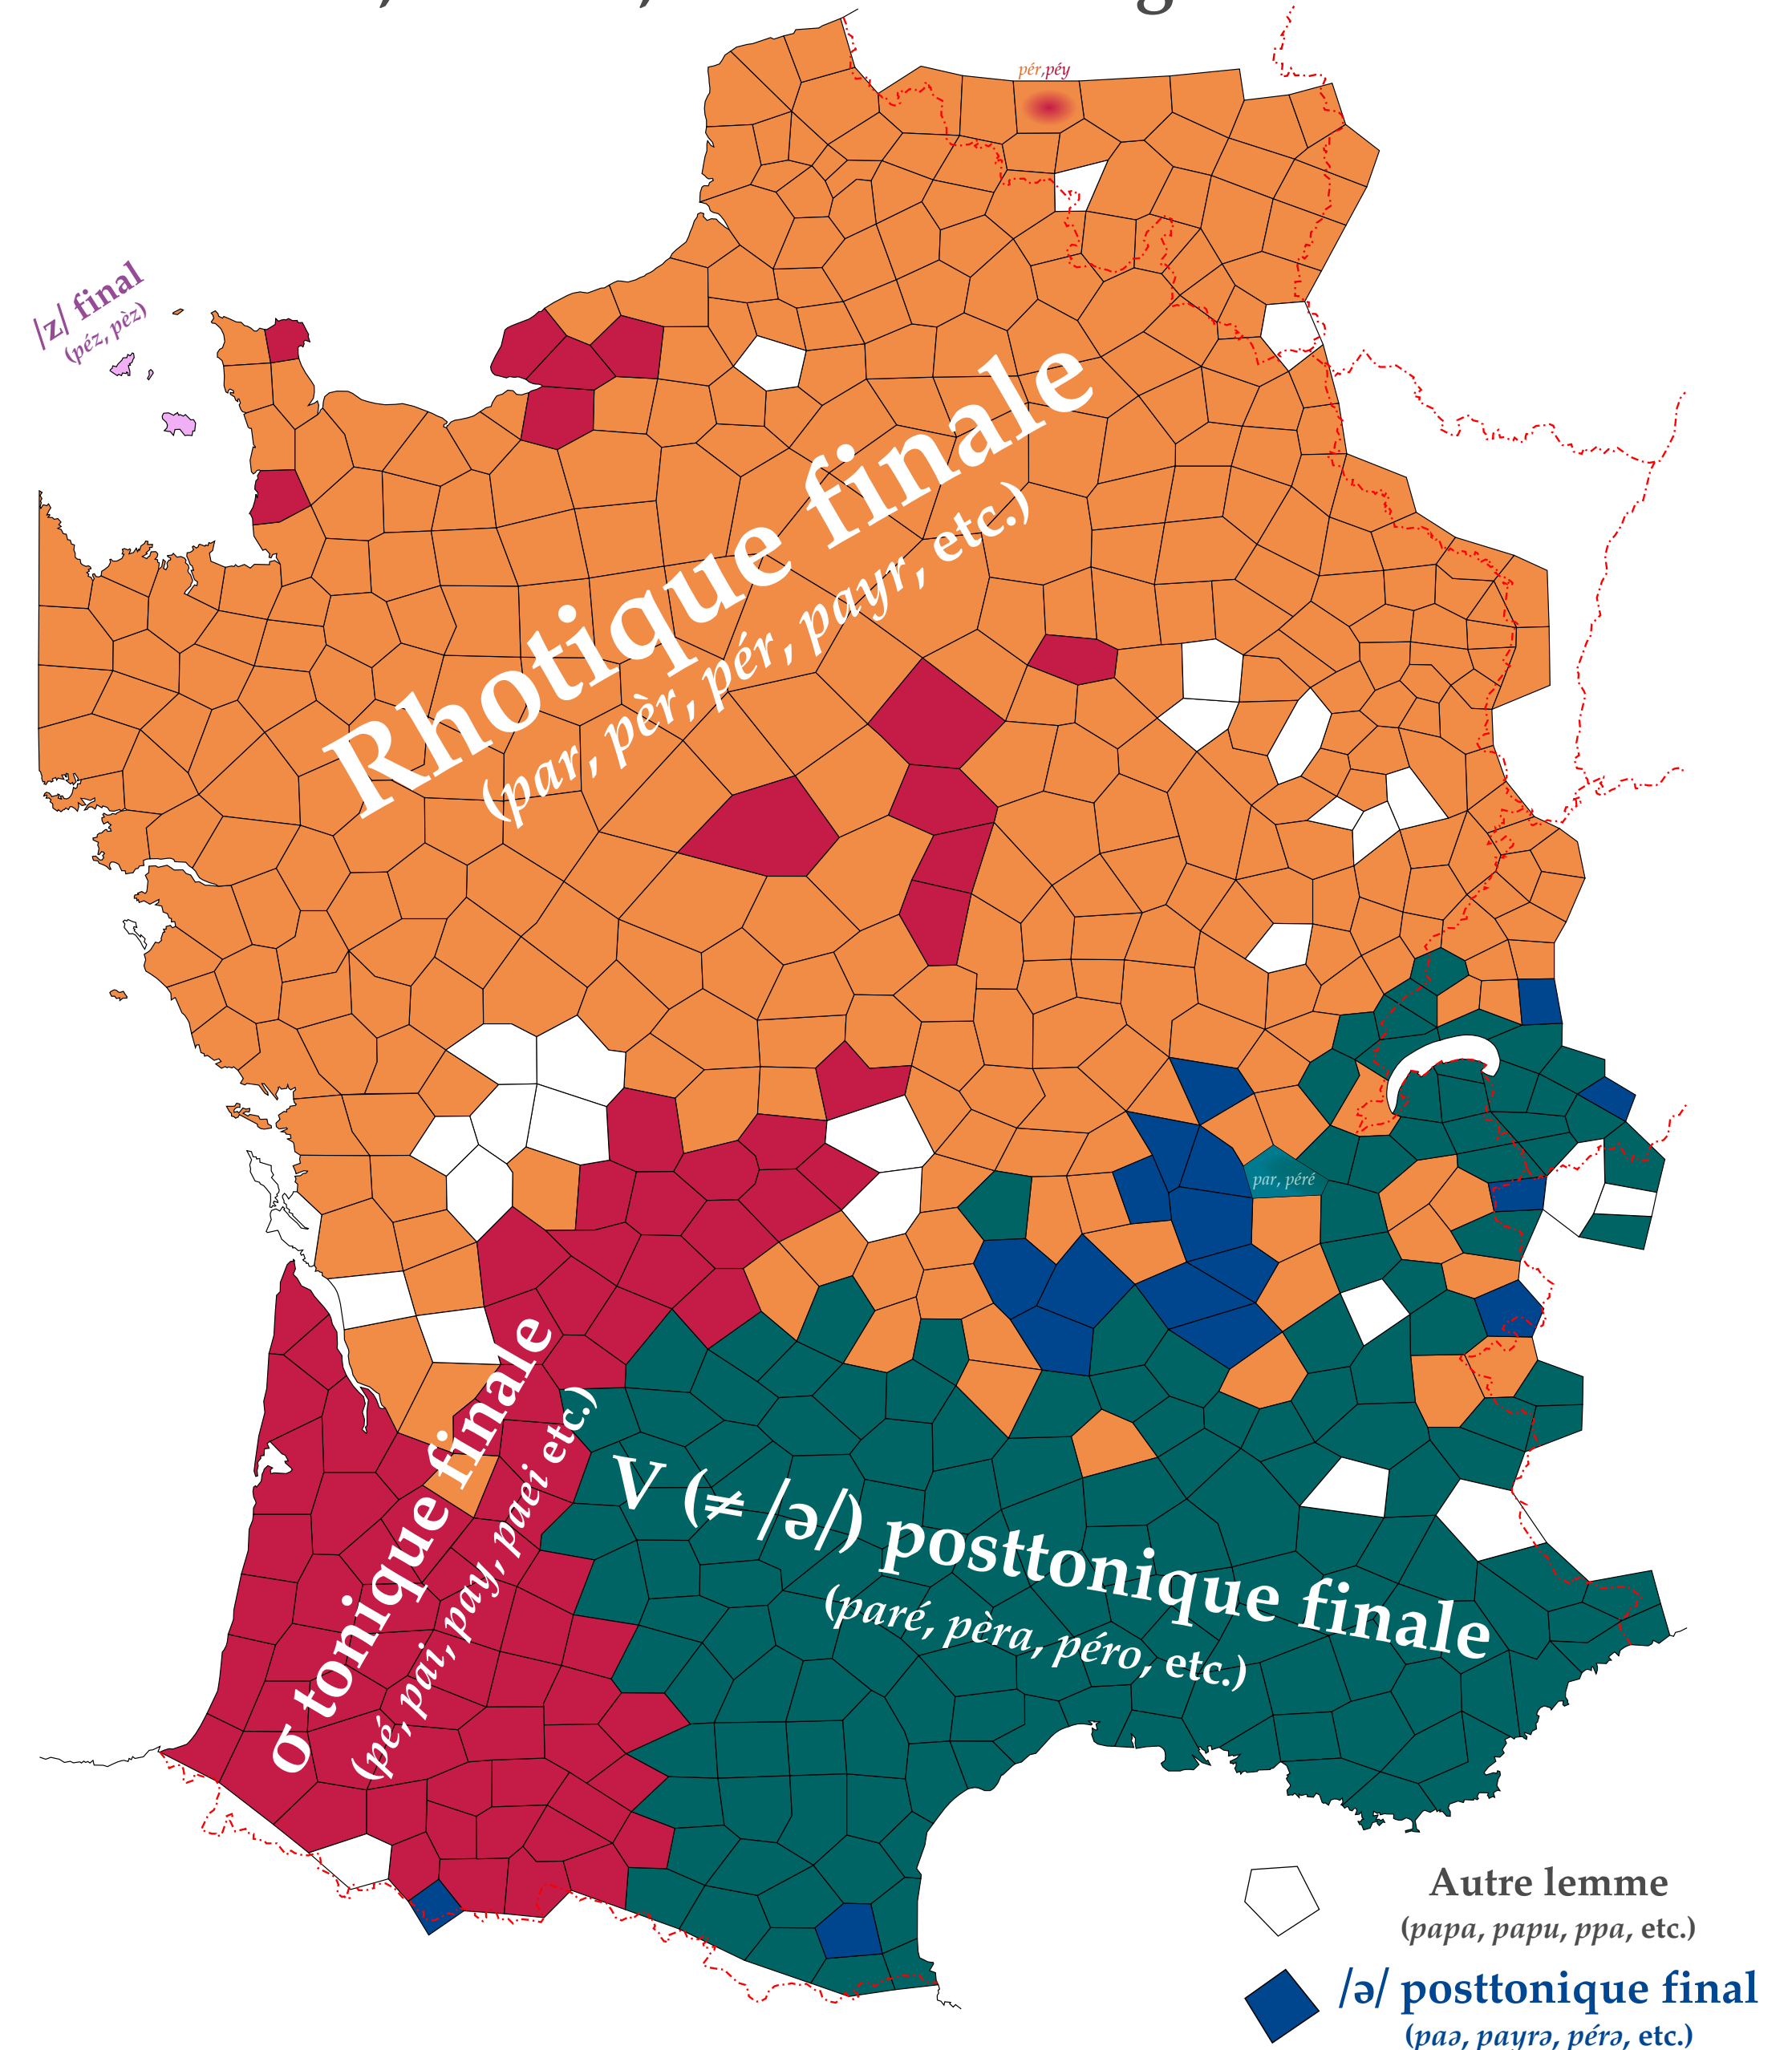 pér,péy
/z/ final
(péz, pèz)
Rhotique finale
(par, pèr, pér, payr, etc.)
par, péré
σ tonique finale
(pé, pai, pay, paei etc.)
V (≠ /ə/) posttonique finale
(paré, pèra, péro, etc.)
Autre lemme
(papa, papu, ppa, etc.)
/ə/ posttonique final
(paə, payrə, pérə, etc.)